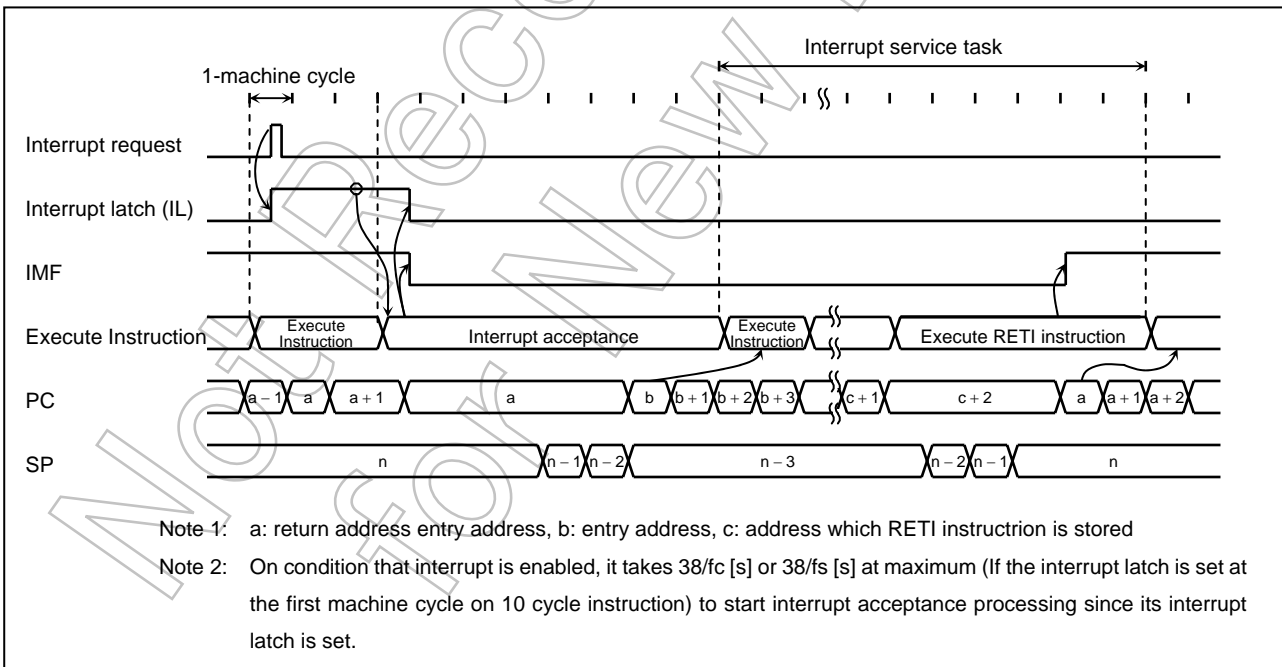 Interrupt service task
1-machine cycle
Interrupt request
Interrupt latch (IL)
IMF
Execute Instruction
Execute
Instruction
Interrupt acceptance
Execute
Instruction
Execute RETI instruction
PC
a − 1 a a + 1 a b b + 1 b + 2 b + 3 c + 1 c + 2 a a + 1 a + 2
SP
n n − 1 n − 2 n − 3 n − 2 n − 1 n
Note 1: a: return address entry address, b: entry address, c: address which RETI instructrion is stored
Note 2: On condition that interrupt is enabled, it takes 38/fc [s] or 38/fs [s] at maximum (If the interrupt latch is set at
the first machine cycle on 10 cycle instruction) to start interrupt acceptance processing since its interrupt
latch is set.
Not Reco
for New